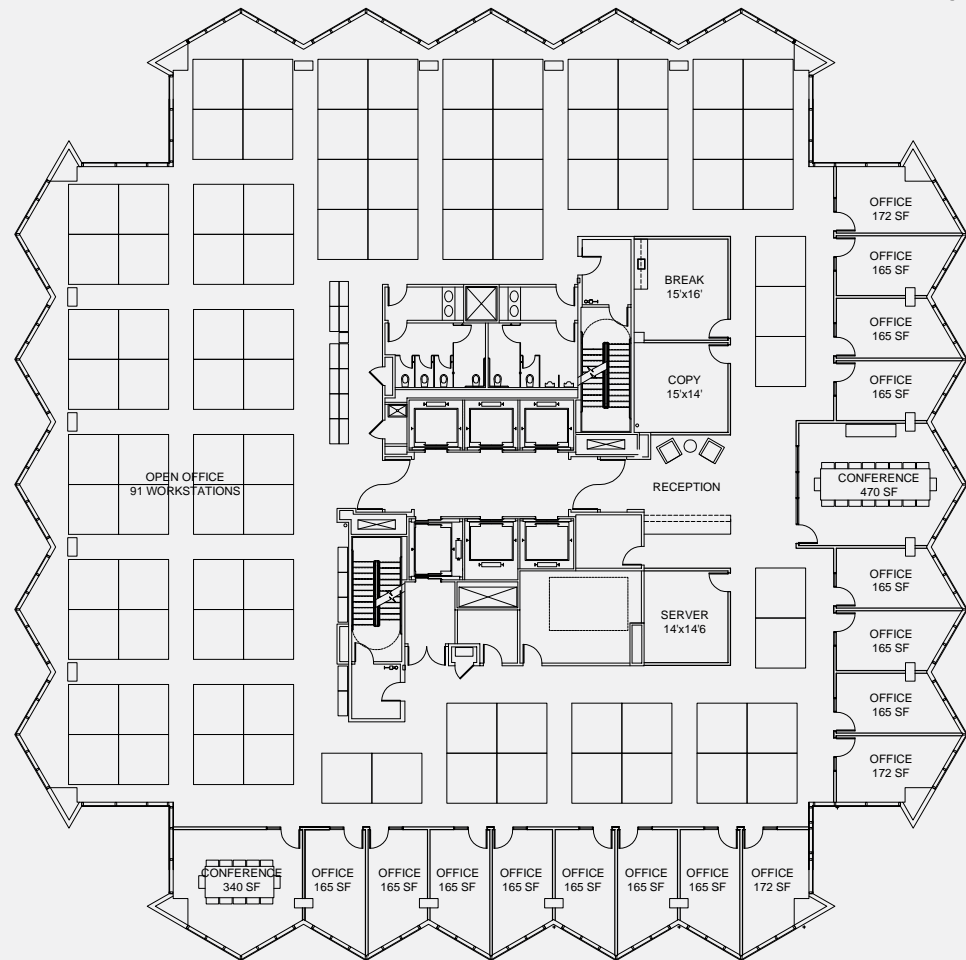 OFFICE
172 SF
OFFICE
165 SF
BREAK
15'x16'
OFFICE
165 SF
OFFICE
165 SF
COPY
15'x14'
OPEN OFFICE
91 WORKSTATIONS
RECEPTION
CONFERENCE
470 SF
OFFICE
165 SF
SERVER
14'x14'6
OFFICE
165 SF
OFFICE
165 SF
OFFICE
172 SF
CONFERENCE
340 SF
OFFICE
165 SF
OFFICE
165 SF
OFFICE
165 SF
OFFICE
165 SF
OFFICE
165 SF
OFFICE
165 SF
OFFICE
165 SF
OFFICE
172 SF